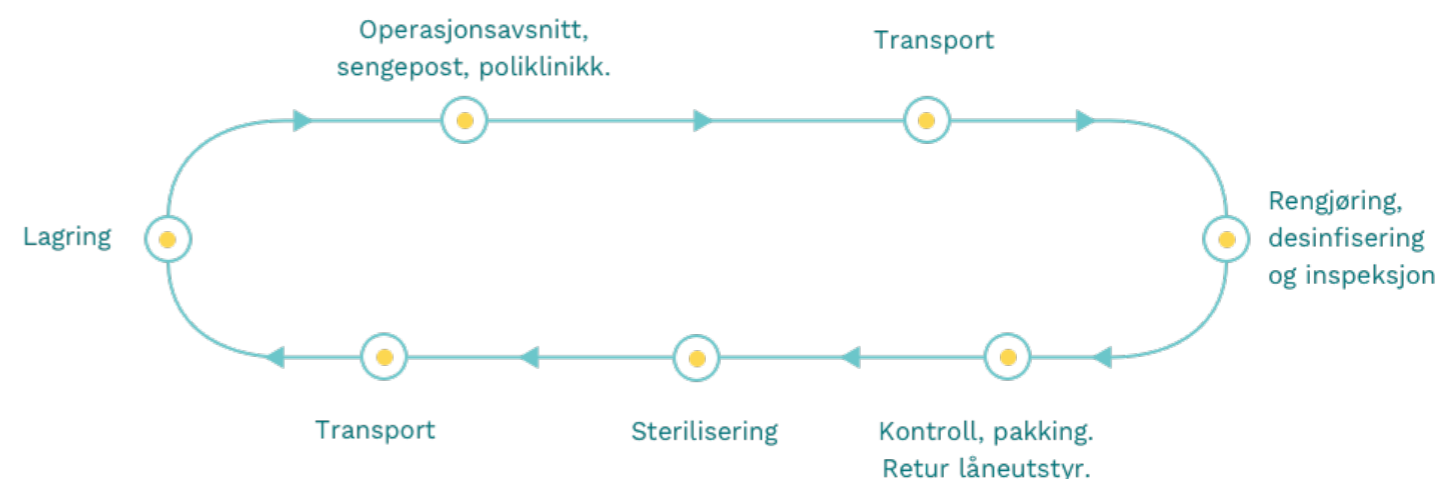 Operasjonsavsnitt,
sengepost, poliklinikk.
Transport
Rengjøring,
desinfisering
og inspeksjon
Lagring
Transport
Sterilisering
Kontroll, pakking.
Retur låneutstyr.